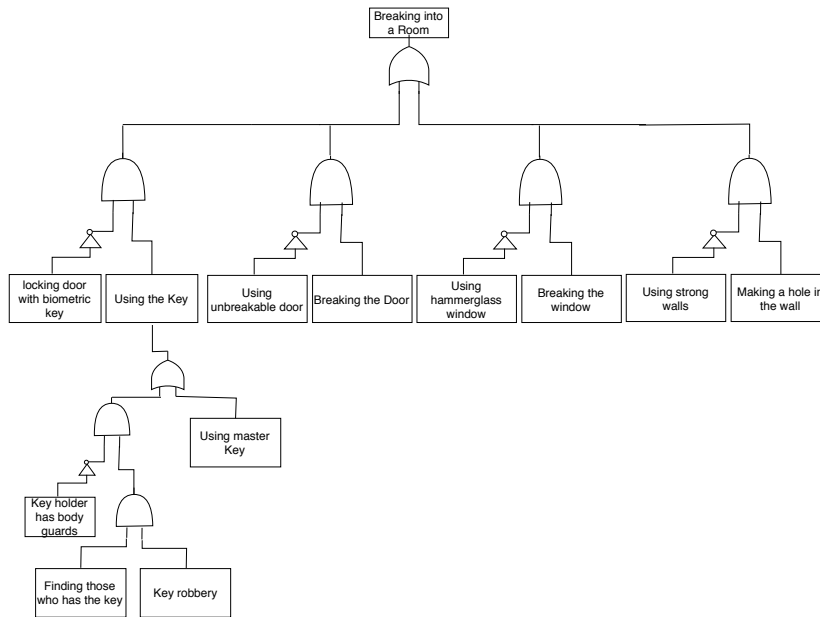 Breaking into
a Room
locking door
with biometric
key
Using the Key
Using
unbreakable door
Breaking the Door
Using
hammerglass
window
Breaking the
window
Using strong
walls
Making a hole in
the wall
Using master
Key
Key holder
has body
guards
Finding those
who has the key
Key robbery